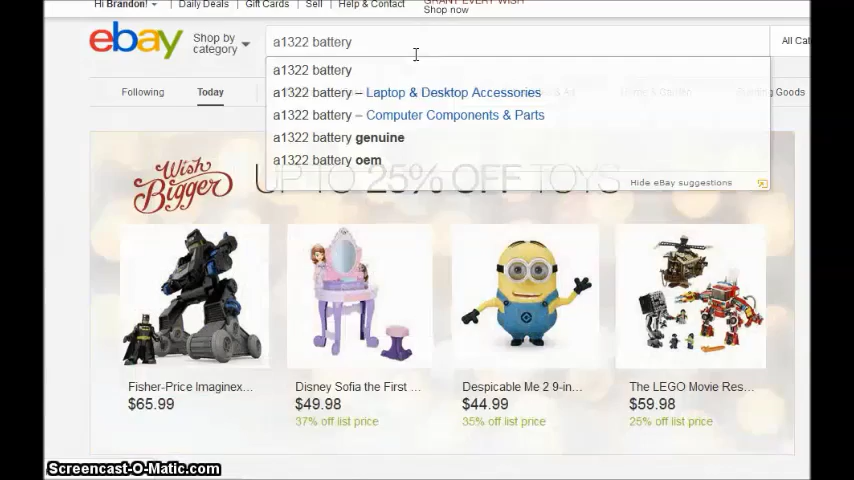 Hi Brandon! Daily Deals Gift Cards Sell Help & Contact GRANT EVERY WISH
Shop now
ebay Shop by category a1322 battery All Cat
a1322 battery
a1322 battery – Laptop & Desktop Accessories
a1322 battery – Computer Components & Parts
a1322 battery genuine
a1322 battery oem
Hide eBay suggestions
Following Today Goods
Wish Bigger UP TO 25% OFF TOYS
Fisher-Price Imaginex... Disney Sofia the First ... Despicable Me 2 9-in... The LEGO Movie Res...
$65.99 $49.98 $44.99 $59.98
37% off list price 35% off list price 25% off list price
Screencast-O-Matic.com